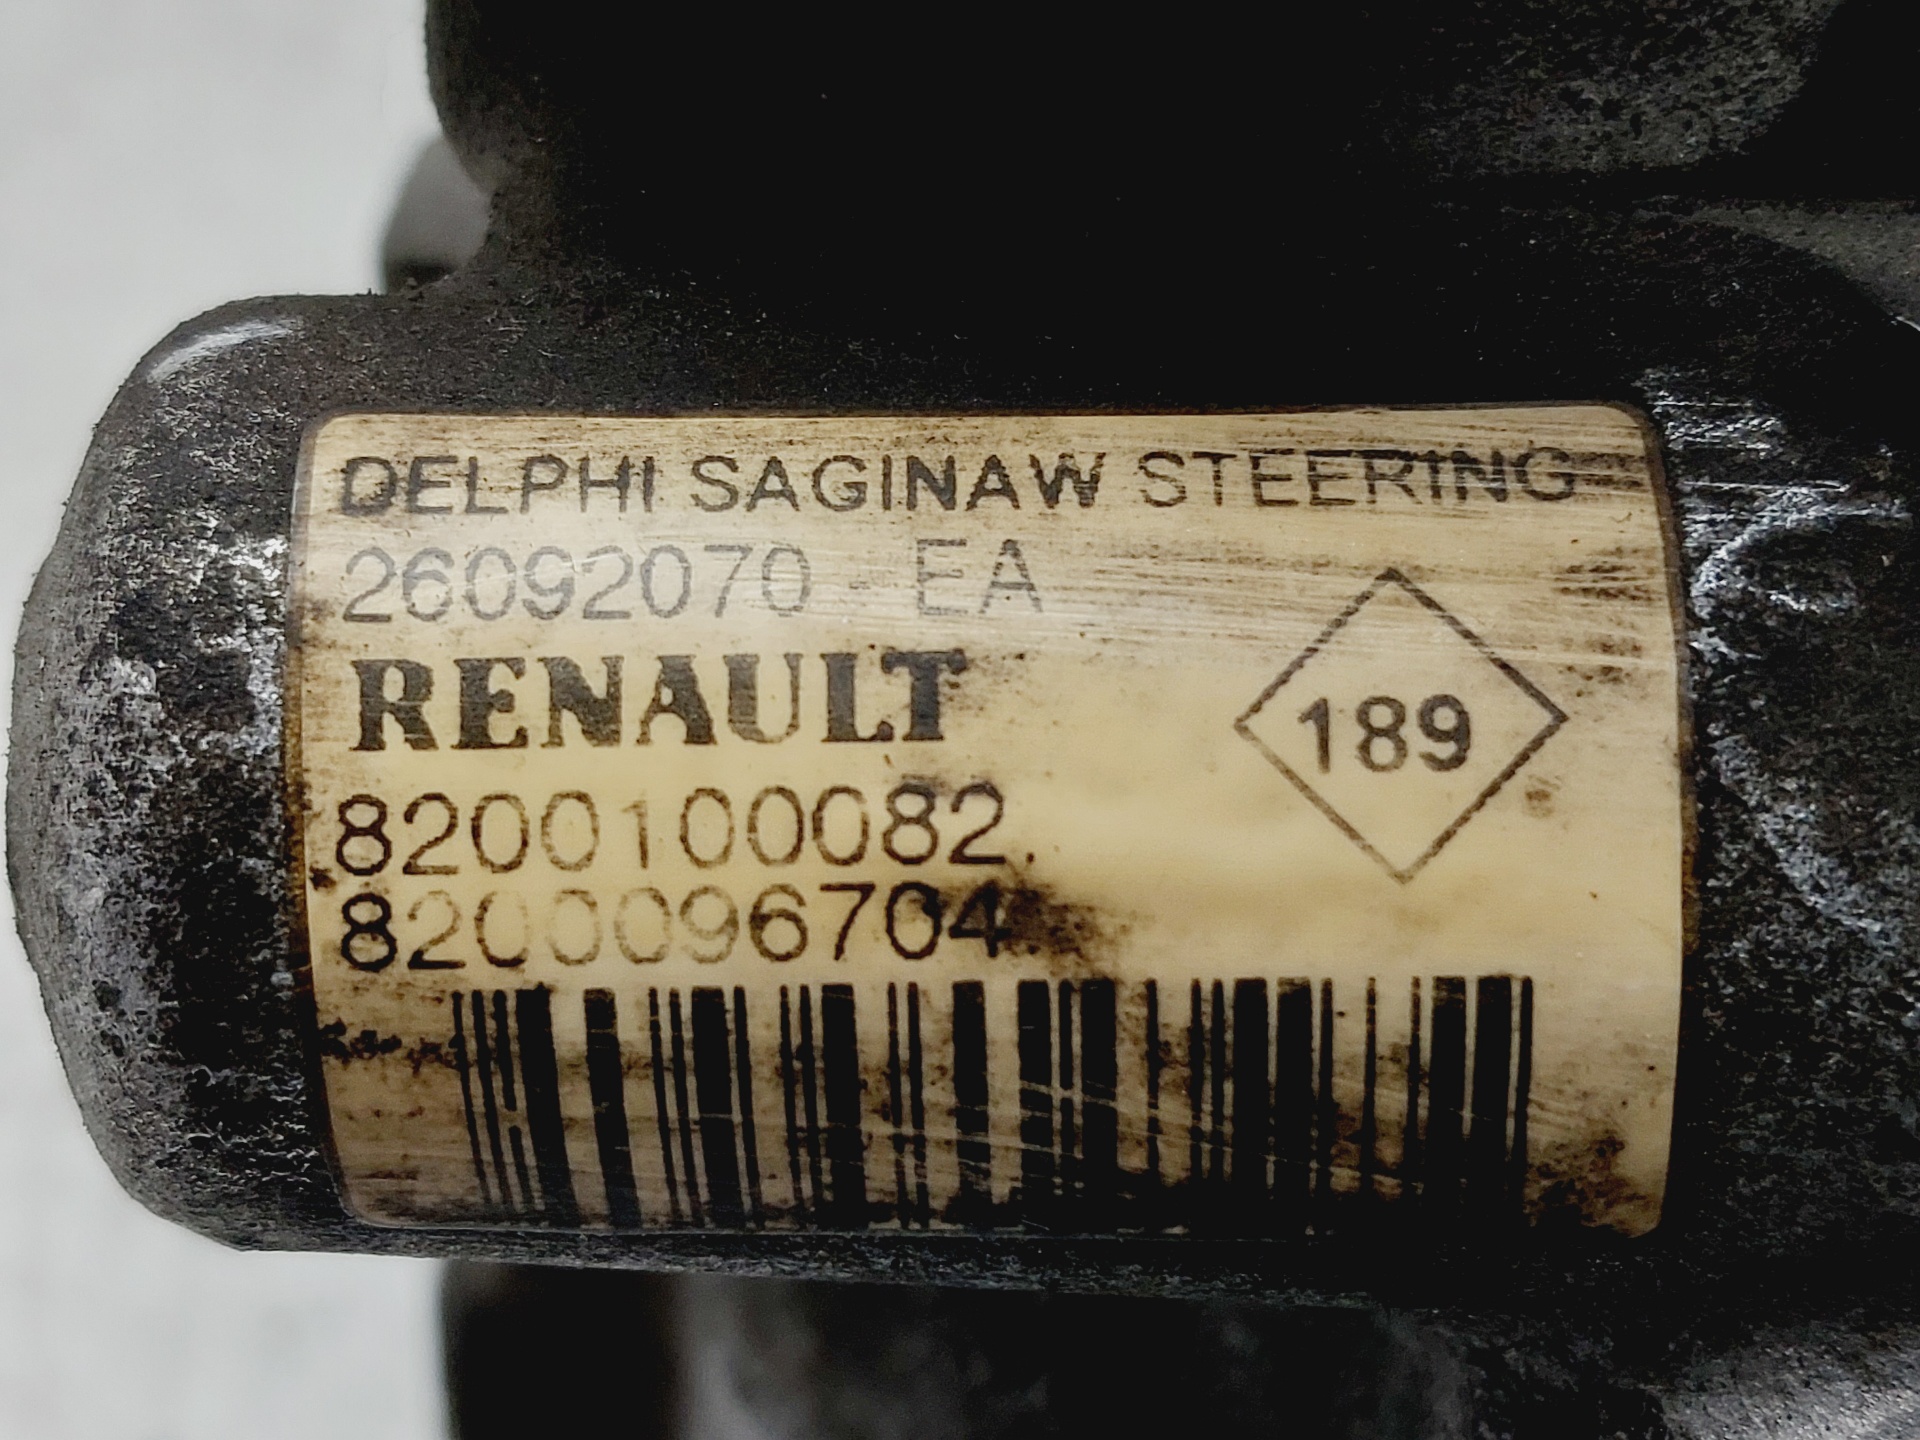 DELPHI SAGINAW STEERING
26092070 - EA
RENAULT
189
8200100082
8200096704